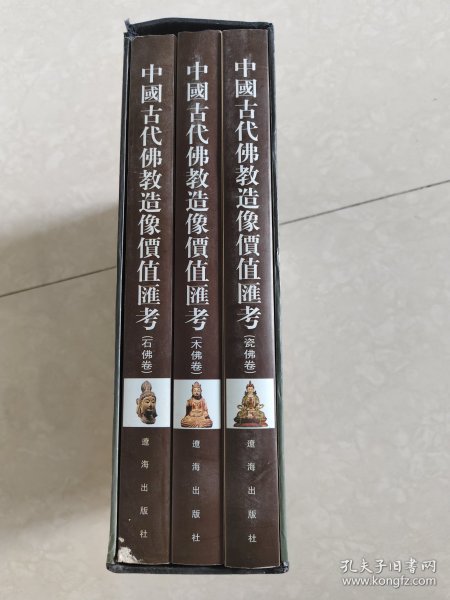 中國古代佛教造像價值匯考
(石佛卷)
遼海出版社
中國古代佛教造像價值匯考
(木佛卷)
遼海出版社
中國古代佛教造像價值匯考
(瓷佛卷)
遼海出版社
孔夫子旧书网
www.kongfz.com